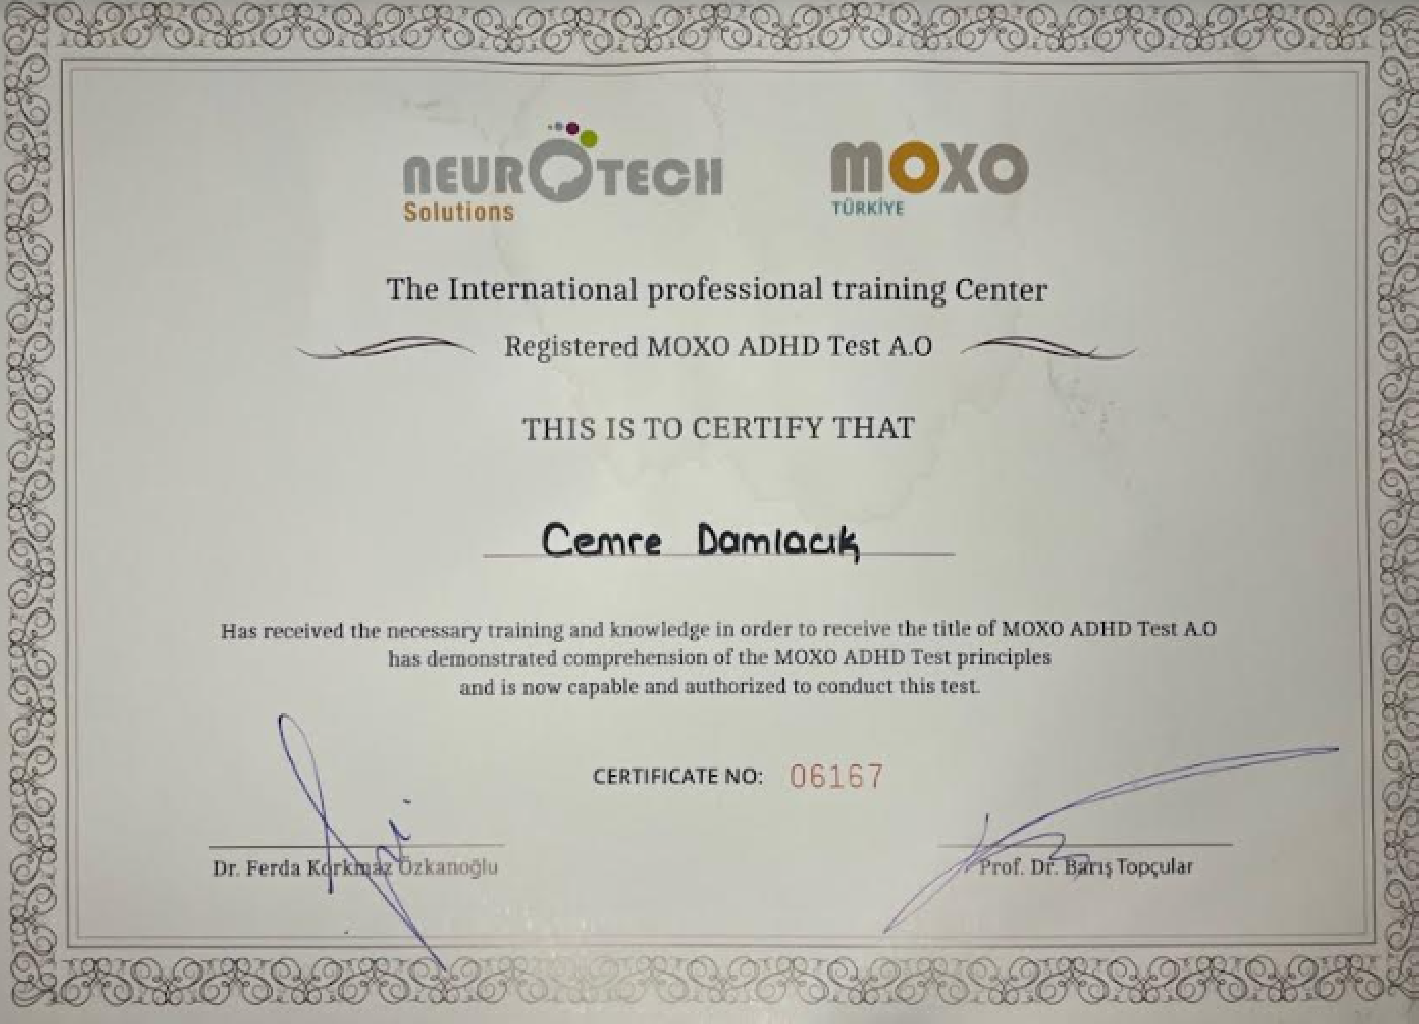 NEUROTECH
Solutions
MOXO
TÜRKİYE
The International professional training Center
Registered MOXO ADHD Test A.O
THIS IS TO CERTIFY THAT
Cemre Damlacık
Has received the necessary training and knowledge in order to receive the title of MOXO ADHD Test A.O
has demonstrated comprehension of the MOXO ADHD Test principles
and is now capable and authorized to conduct this test.
CERTIFICATE NO: 06167
Dr. Ferda Korkmaz Özkanoğlu
Prof. Dr. Barış Topçular